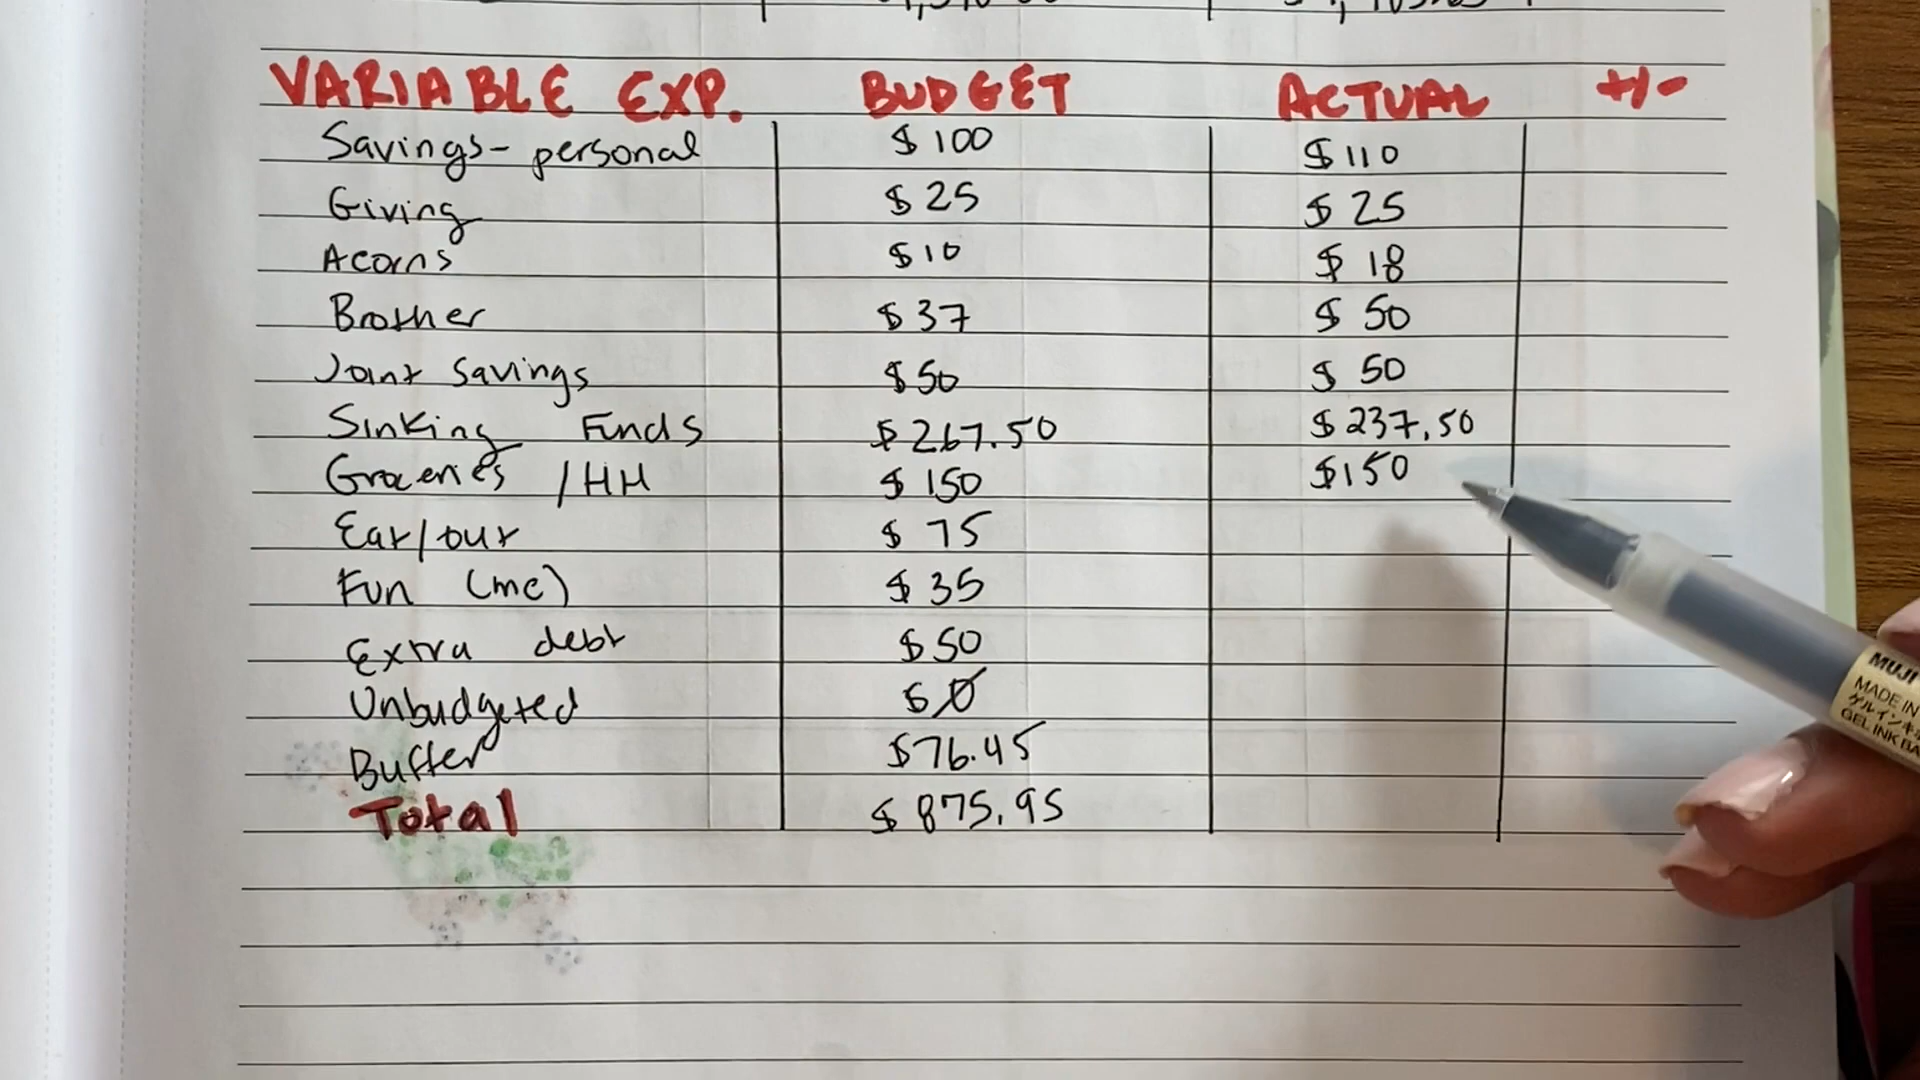 VARIABLE EXP. BUDGET ACTUAL +/-
Savings - personal $100 $110
Giving $25 $25
Acorns $10 $18
Brother $37 $50
Joint Savings $50 $50
Sinking Funds $267.50 $237.50
Groceries /HH $150 $150
Eat/out $75
Fun (me) $35
Extra debt $50
Unbudgeted $0
Buffer $76.45
Total $875.95
MUJI
MADE IN
GEL INK BA